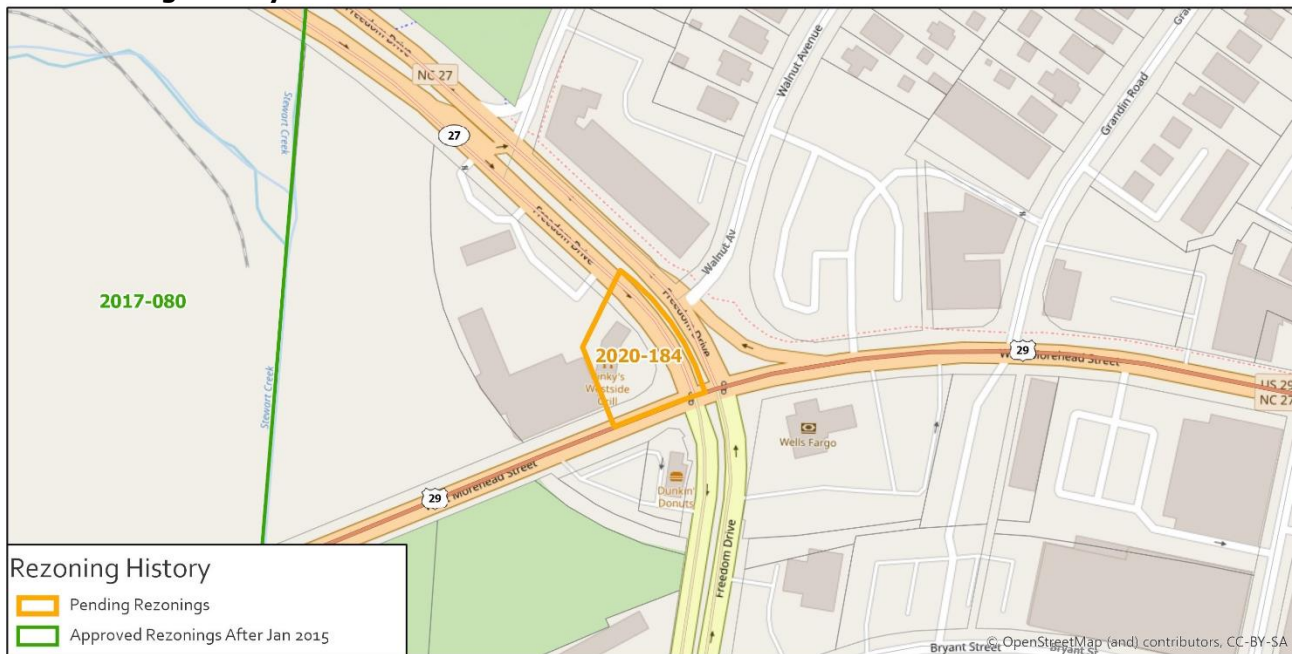 Freedom Drive
Freedom Drive
NC 27
Walnut Avenue
Grandin Road
Stewart Creek
27
Freedom Drive
Walnut Av
2017-080
Freedom Drive
2020-184
29
Morehead Street
US 29
NC 27
Westside
Grill
Stewart Creek
Wells Fargo
Morehead Street
29
Dunkin'
Donuts
Freedom Drive
Rezoning History
Pending Rezonings
Approved Rezonings After Jan 2015
© OpenStreetMap (and) contributors, CC-BY-SA
Bryant Street